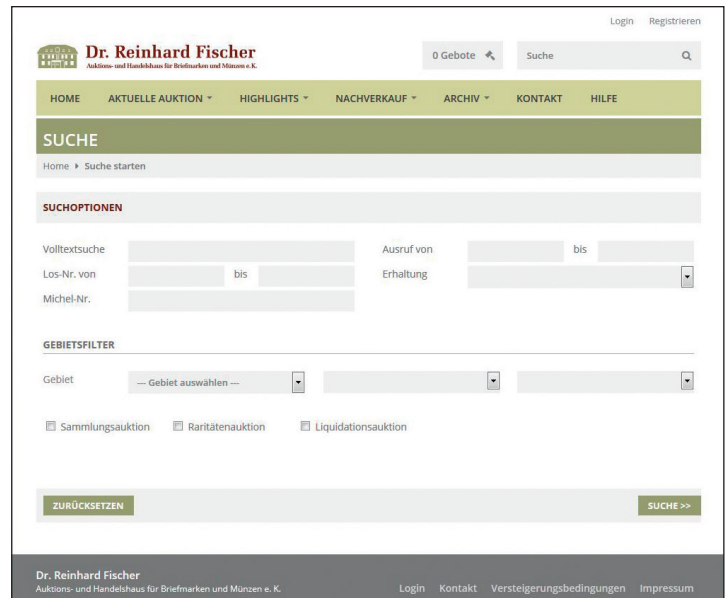 Login Registrieren
Dr. Reinhard Fischer
Auktions- und Handelshaus für Briefmarken und Münzen e.K.
0 Gebote Suche
HOME AKTUELLE AUKTION HIGHLIGHTS NACHVERKAUF ARCHIV KONTAKT HILFE
SUCHE
Home Suche starten
SUCHOPTIONEN
Volltextsuche Ausruf von bis
Los-Nr. von bis Erhaltung
Michel-Nr.
GEBIETSFILTER
Gebiet --- Gebiet auswählen ---
Sammlungsauktion Raritätenauktion Liquidationsauktion
ZURÜCKSETZEN SUCHE >>
Dr. Reinhard Fischer
Auktions- und Handelshaus für Briefmarken und Münzen e. K. Login Kontakt Versteigerungsbedingungen Impressum